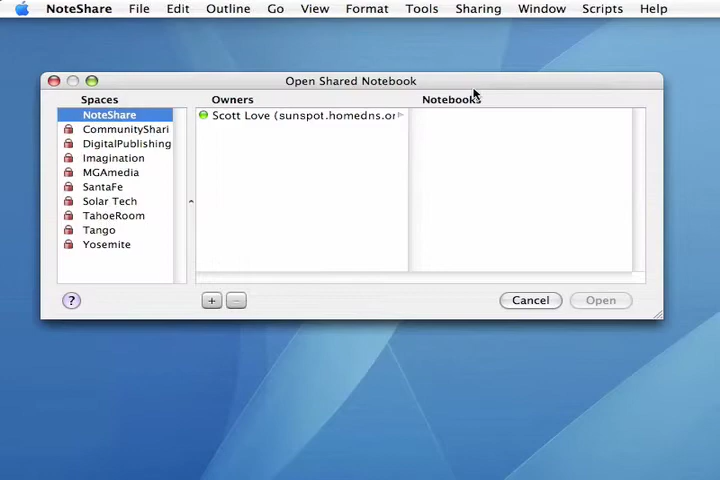 NoteShare File Edit Outline Go View Format Tools Sharing Window Scripts Help
Open Shared Notebook
Spaces Owners Notebooks
NoteShare
Scott Love (sunspot.homedns.or
CommunityShari
DigitalPublishing
Imagination
MGAmedia
SantaFe
Solar Tech
TahoeRoom
Tango
Yosemite
? + - Cancel Open